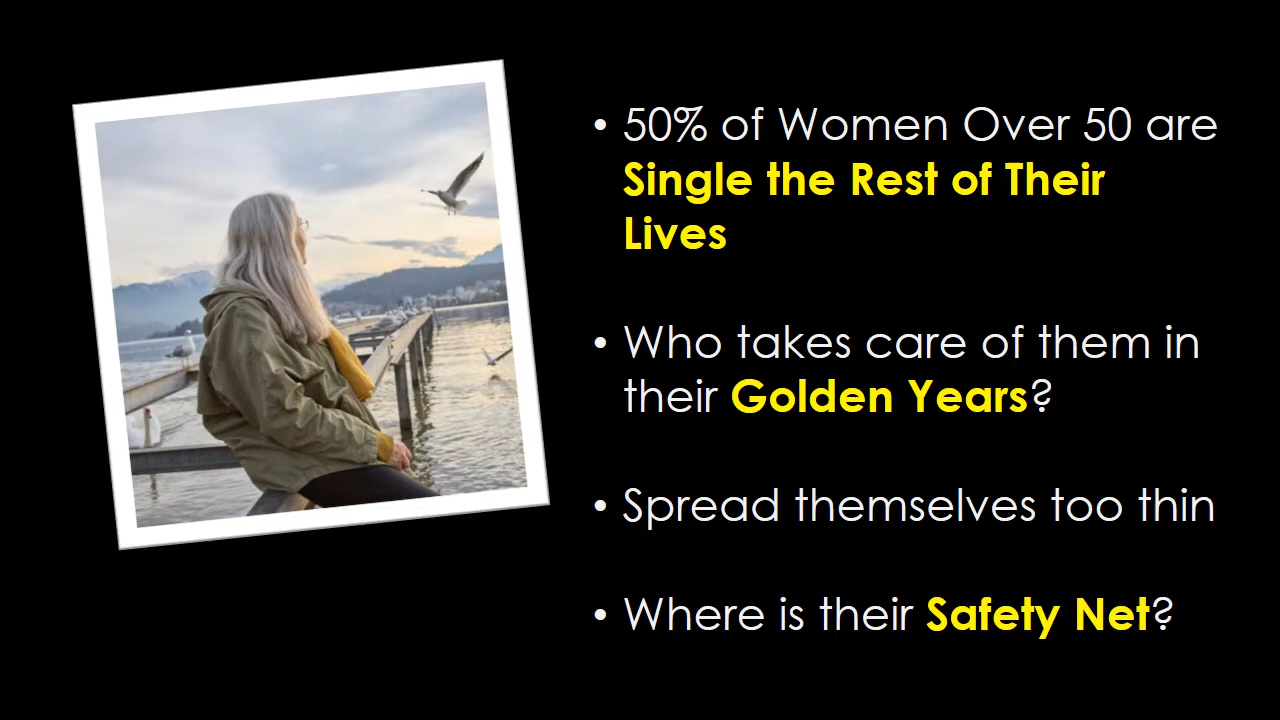 • 50% of Women Over 50 are
Single the Rest of Their
Lives
• Who takes care of them in
their Golden Years?
• Spread themselves too thin
• Where is their Safety Net?